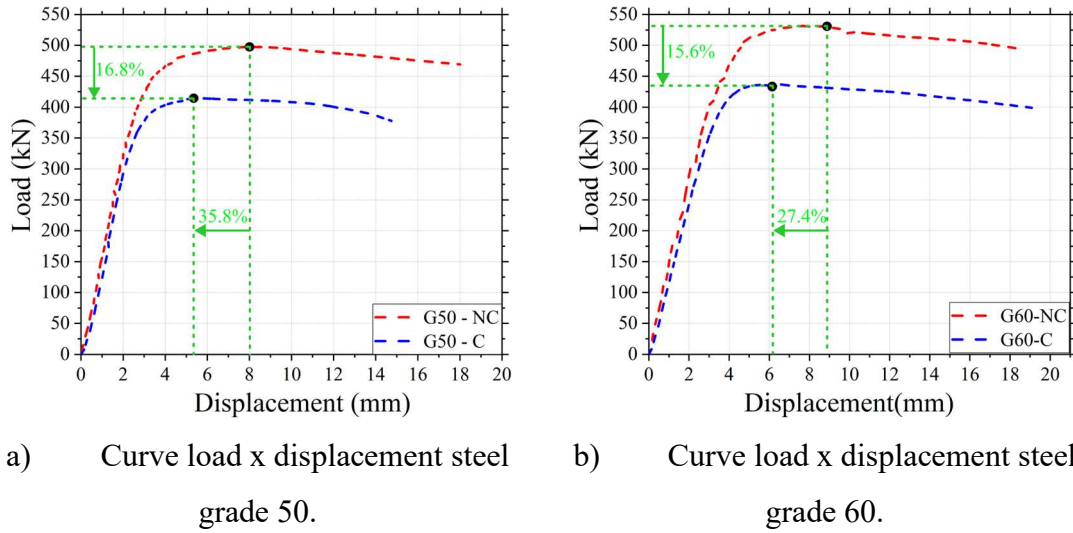 550
500
450
400
350
300
250
200
150
100
50
0
Load (kN)
16.8%
35.8%
G50 - NC
G50 - C
0 2 4 6 8 10 12 14 16 18 20
Displacement (mm)
550
500
450
400
350
300
250
200
150
100
50
0
Load (kN)
15.6%
27.4%
G60-NC
G60-C
0 2 4 6 8 10 12 14 16 18 20
Displacement(mm)
a) Curve load x displacement steel
grade 50.
b) Curve load x displacement steel
grade 60.